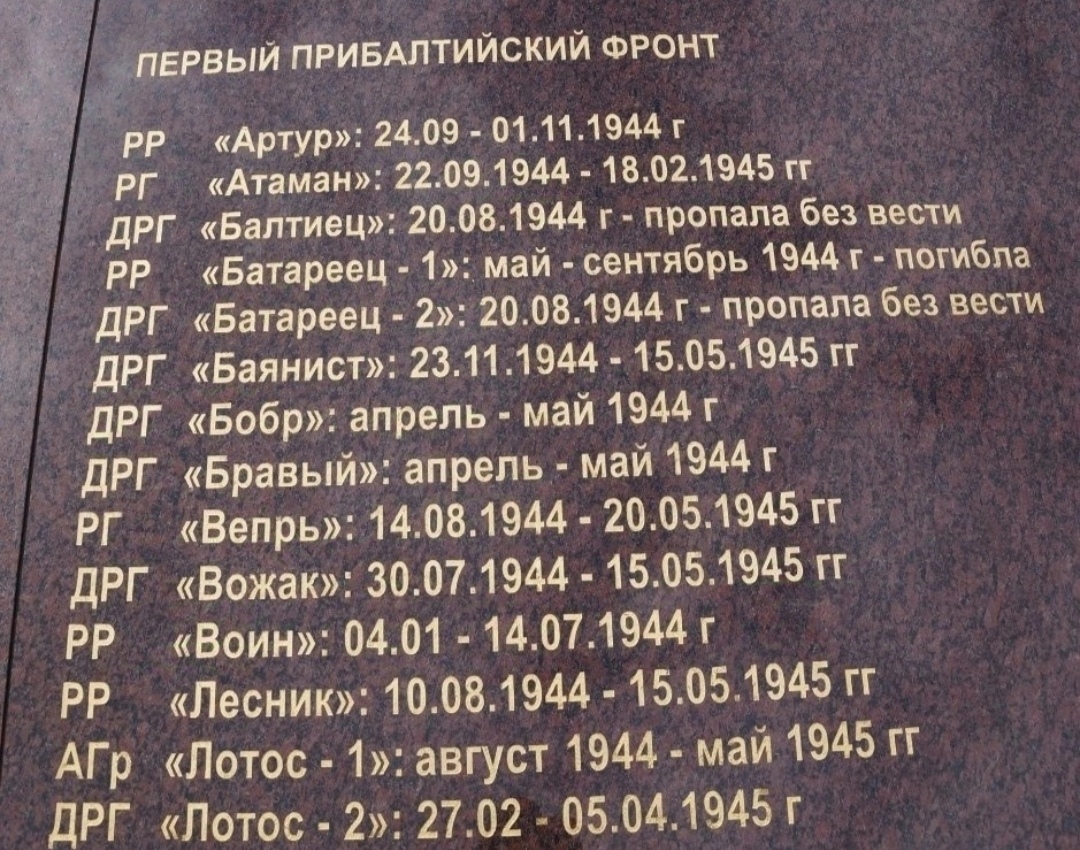 ПЕРВЫЙ ПРИБАЛТИЙСКИЙ ФРОНТ
РР «Артур»: 24.09 - 01.11.1944 г
РГ «Атаман»: 22.09.1944 - 18.02.1945 гг
ДРГ «Балтиец»: 20.08.1944 г - пропала без вести
РР «Батареец - 1»: май - сентябрь 1944 г - погибла
ДРГ «Батареец - 2»: 20.08.1944 г - пропала без вести
ДРГ «Баянист»: 23.11.1944 - 15.05.1945 гг
ДРГ «Бобр»: апрель - май 1944 г
ДРГ «Бравый»: апрель - май 1944 г
РГ «Вепрь»: 14.08.1944 - 20.05.1945 гг
ДРГ «Вожак»: 30.07.1944 - 15.05.1945 гг
РР «Воин»: 04.01 - 14.07.1944 г
РР «Лесник»: 10.08.1944 - 15.05.1945 гг
АГр «Лотос - 1»: август 1944 - май 1945 гг
ДРГ «Лотос - 2»: 27.02 - 05.04.1945 г